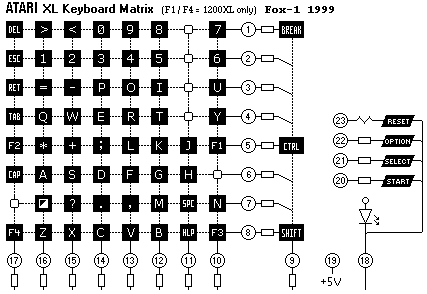 ATARI XL Keyboard Matrix (F1/F4 = 1200XL only) Fox-1 1999
DEL > < 0 9 8 7 1 BREAK
ESC 1 2 3 4 5 6 2
RET = - P O I U 3
TAB Q W E R T Y 4
23 RESET
F2 * + ; L K J F1 5 CTRL
22 OPTION
21 SELECT
CAP A S D F G H 6
20 START
? . , M SPC N 7
F4 Z X C V B HLP F3 8 SHIFT
17 16 15 14 13 12 11 10 9 19 18
+5V